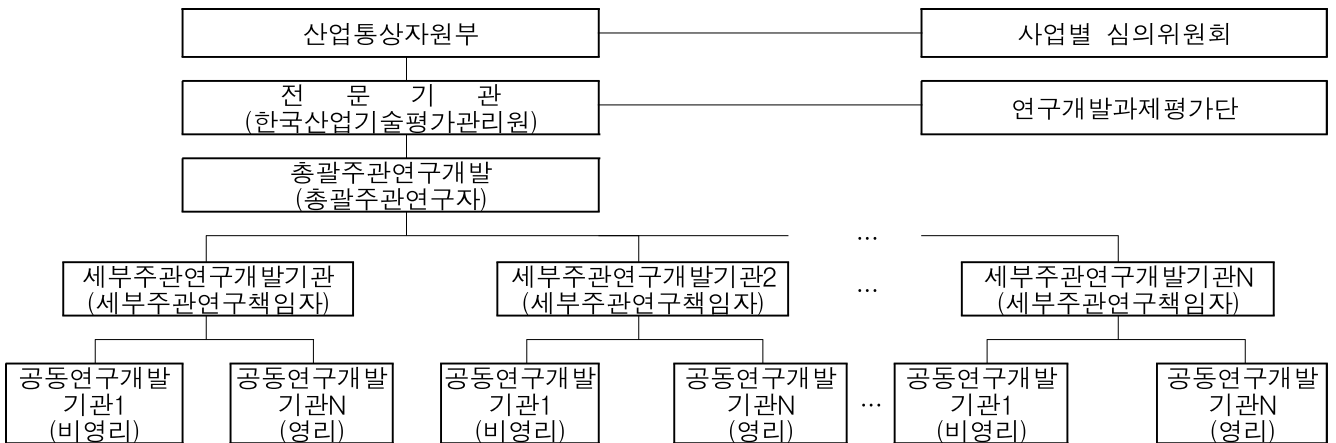 산업통상자원부
사업별 심의위원회
전 문 기 관
(한국산업기술평가관리원)
연구개발과제평가단
총괄주관연구개발
(총괄주관연구자)
...
세부주관연구개발기관
(세부주관연구책임자)
세부주관연구개발기관2
(세부주관연구책임자)
...
세부주관연구개발기관N
(세부주관연구책임자)
공동연구개발
기관1
(비영리)
공동연구개발
기관N
(영리)
공동연구개발
기관1
(비영리)
공동연구개발
기관N
(영리)
...
공동연구개발
기관1
(비영리)
공동연구개발
기관N
(영리)